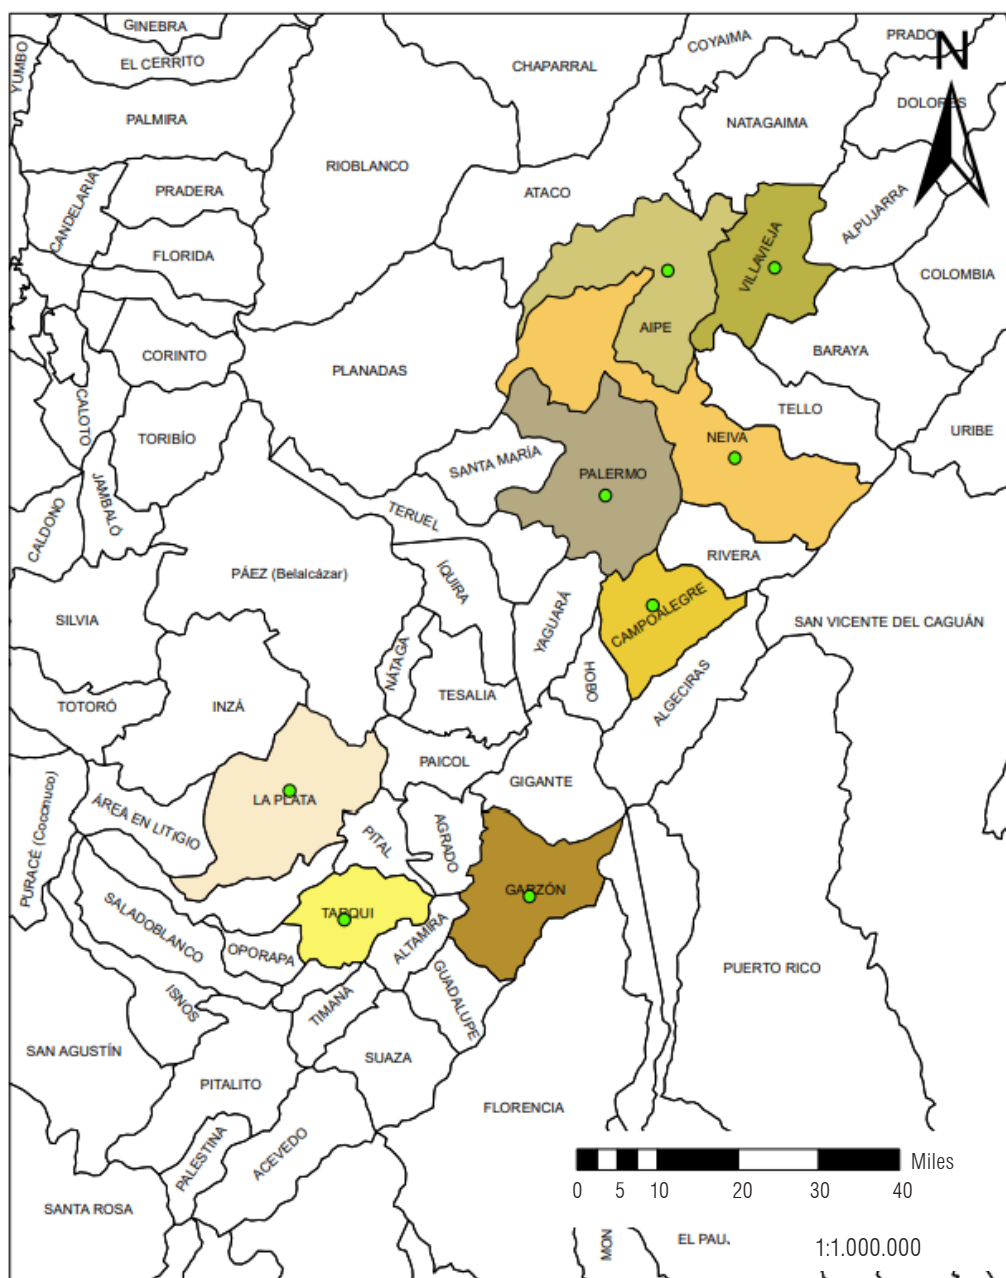 GINEBRA
COYAIMA
PRADO
N
YUMBO
EL CERRITO
CHAPARRAL
DOLORES
PALMIRA
NATAGAIMA
RIOBLANCO
CANDELARIA
PRADERA
ATACO
ALPUJARRA
FLORIDA
VILLAVIEJA
COLOMBIA
AIPE
CORINTO
BARAYA
PLANADAS
CALOTO
TELLO
TORIBÍO
NEIVA
URIBE
SANTA MARÍA
PALERMO
JAMBALÓ
CALDONO
TERUEL
RIVERA
PÁEZ (Belalcázar)
ÍQUIRA
YAGUARÁ
CAMPOALEGRE
SILVIA
SAN VICENTE DEL CAGUÁN
NÁTAGA
HOBO
TESALIA
ALGECIRAS
TOTORÓ
INZÁ
PAICOL
GIGANTE
LA PLATA
ÁREA EN LITIGIO
PURACÉ (Coconuco)
PITAL
AGRADO
GARZÓN
SALADOBLANCO
TARQUI
ALTAMIRA
OPORAPA
PUERTO RICO
ISNOS
TIMANÁ
GUADALUPE
SAN AGUSTÍN
SUAZA
PITALITO
FLORENCIA
PALESTINA
ACEVEDO
Miles
0 5 10 20 30 40
SANTA ROSA
MON
EL PAU
1:1.000.000